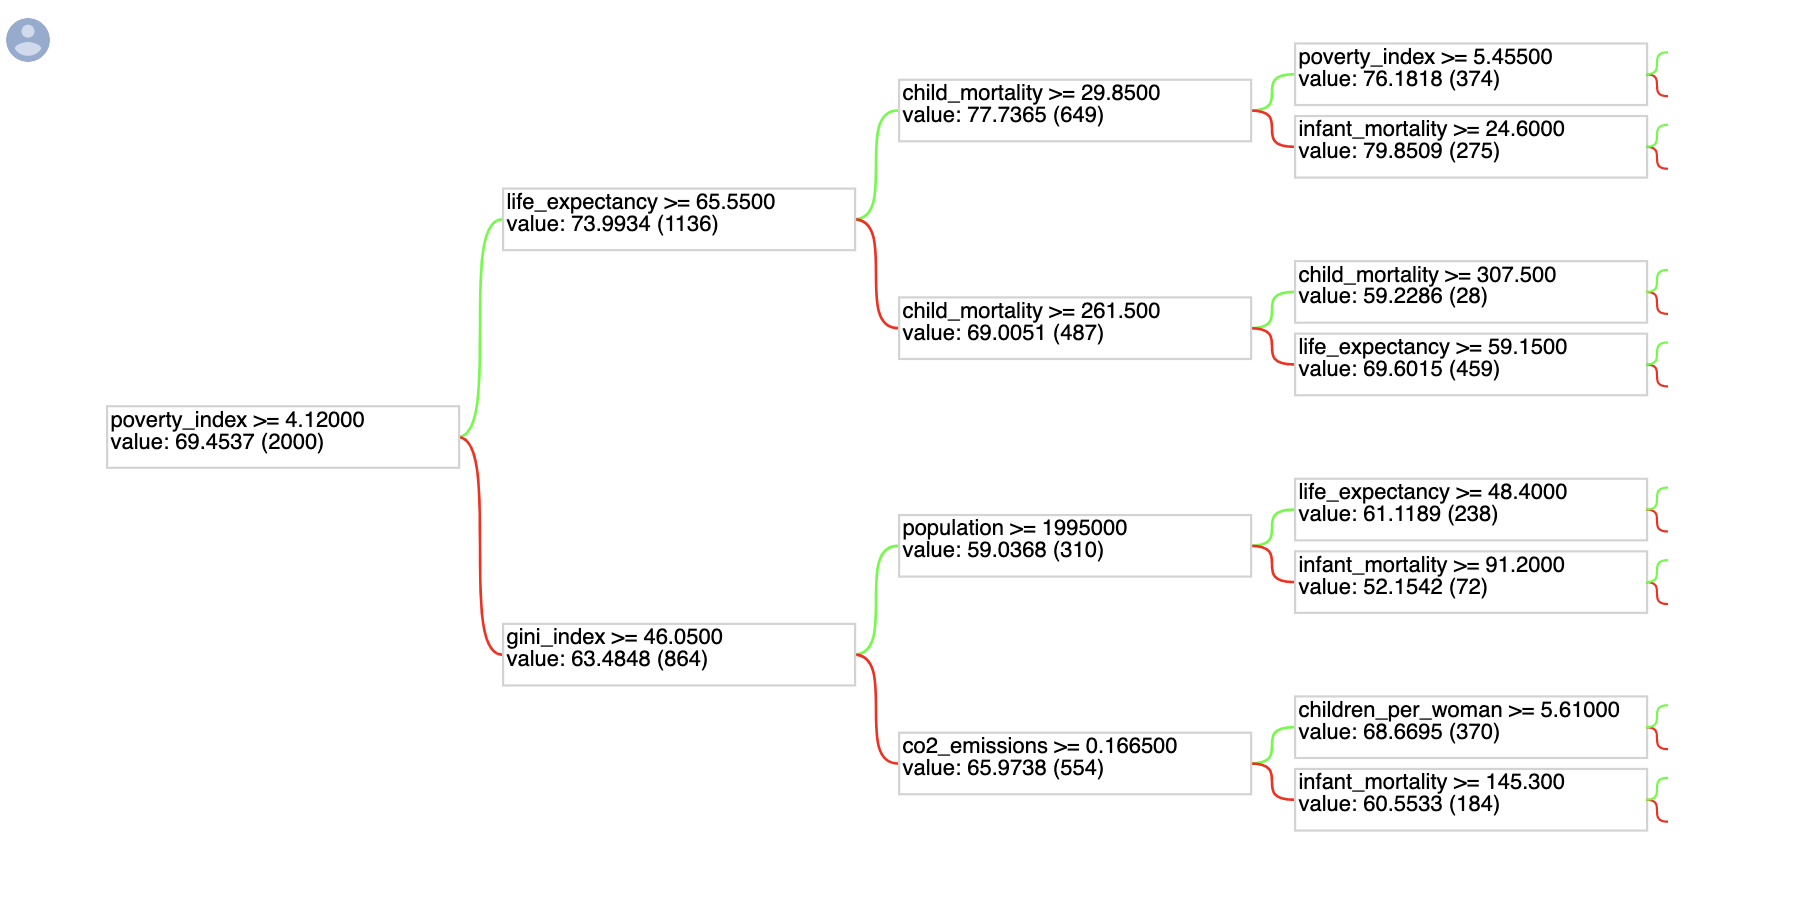 poverty_index >= 4.12000
value: 69.4537 (2000)
life_expectancy >= 65.5500
value: 73.9934 (1136)
gini_index >= 46.0500
value: 63.4848 (864)
child_mortality >= 29.8500
value: 77.7365 (649)
child_mortality >= 261.500
value: 69.0051 (487)
population >= 1995000
value: 59.0368 (310)
co2_emissions >= 0.166500
value: 65.9738 (554)
poverty_index >= 5.45500
value: 76.1818 (374)
infant_mortality >= 24.6000
value: 79.8509 (275)
child_mortality >= 307.500
value: 59.2286 (28)
life_expectancy >= 59.1500
value: 69.6015 (459)
life_expectancy >= 48.4000
value: 61.1189 (238)
infant_mortality >= 91.2000
value: 52.1542 (72)
children_per_woman >= 5.61000
value: 68.6695 (370)
infant_mortality >= 145.300
value: 60.5533 (184)